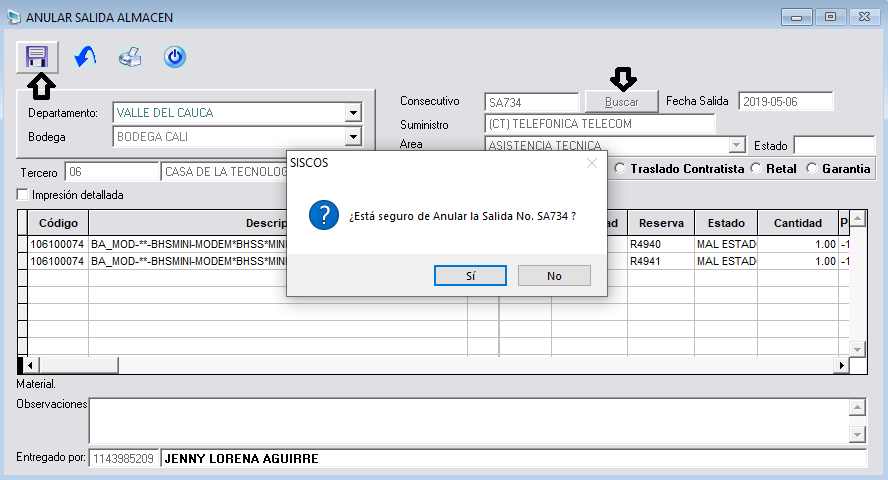 ANULAR SALIDA ALMACEN
Departamento: VALLE DEL CAUCA
Bodega BODEGA CALI
Consecutivo SA734 Buscar Fecha Salida 2019-05-06
Suministro (CT) TELEFONICA TELECOM
Area ASISTENCIA TECNICA Estado
Tercero 06 CASA DE LA TECNOLOG
Traslado Contratista Retal Garantia
Impresión detallada
SISCOS
¿Está seguro de Anular la Salida No. SA734 ?
Sí No
Código Descrip ad Reserva Estado Cantidad P
106100074 BA_MOD-**-BHSMINI-MODEM*BHSS*MINI R4940 MAL ESTAD 1.00 -1
106100074 BA_MOD-**-BHSMINI-MODEM*BHSS*MINI R4941 MAL ESTAD 1.00 -1
Material.
Observaciones
Entregado por: 1143985209 JENNY LORENA AGUIRRE